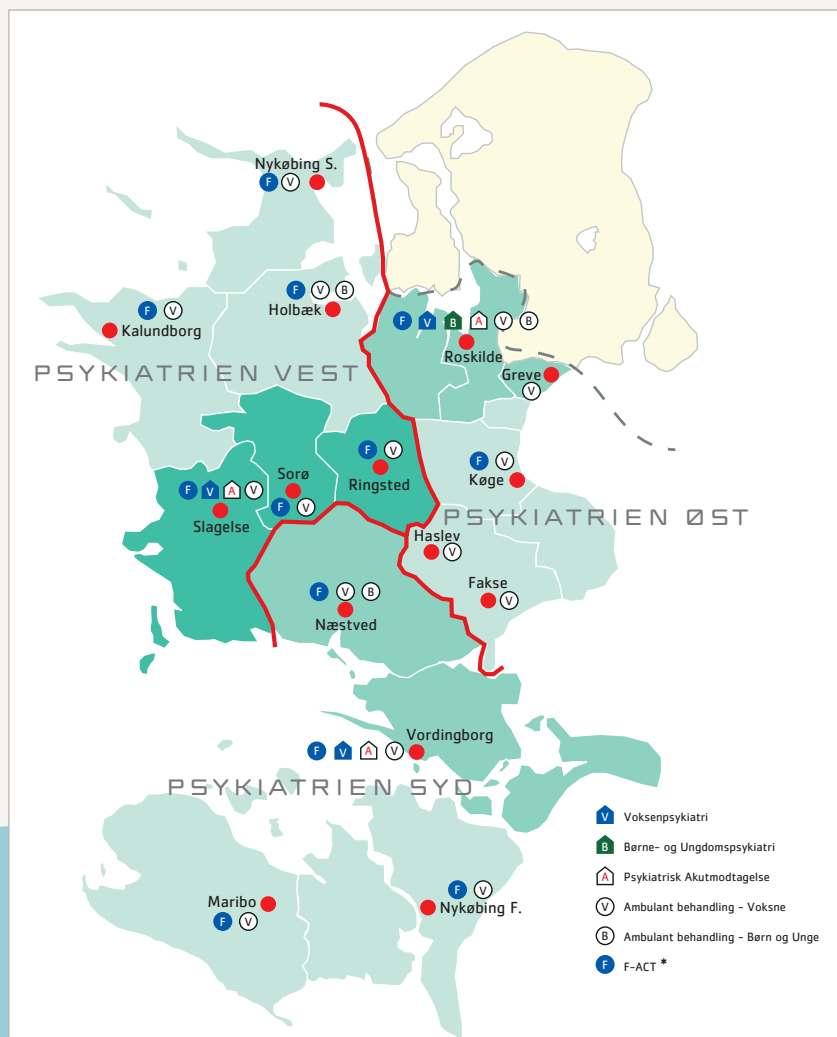 Nykøbing S.
F V
F V B
Holbæk
F V
Kalundborg
F V B A V B
Roskilde
Greve
V
PSYKIATRIEN VEST
F V
Ringsted
F V
Køge
Sorø
F V
F V A V
Slagelse
PSYKIATRIEN ØST
Haslev
V
Fakse
V
F V B
Næstved
Vordingborg
F V A V
PSYKIATRIEN SYD
Maribo
F V
F V
Nykøbing F.
V Voksenpsykiatri
B Børne- og Ungdomspsykiatri
A Psykiatrisk Akutmodtagelse
V Ambulant behandling - Voksne
B Ambulant behandling - Børn og Unge
F F-ACT *